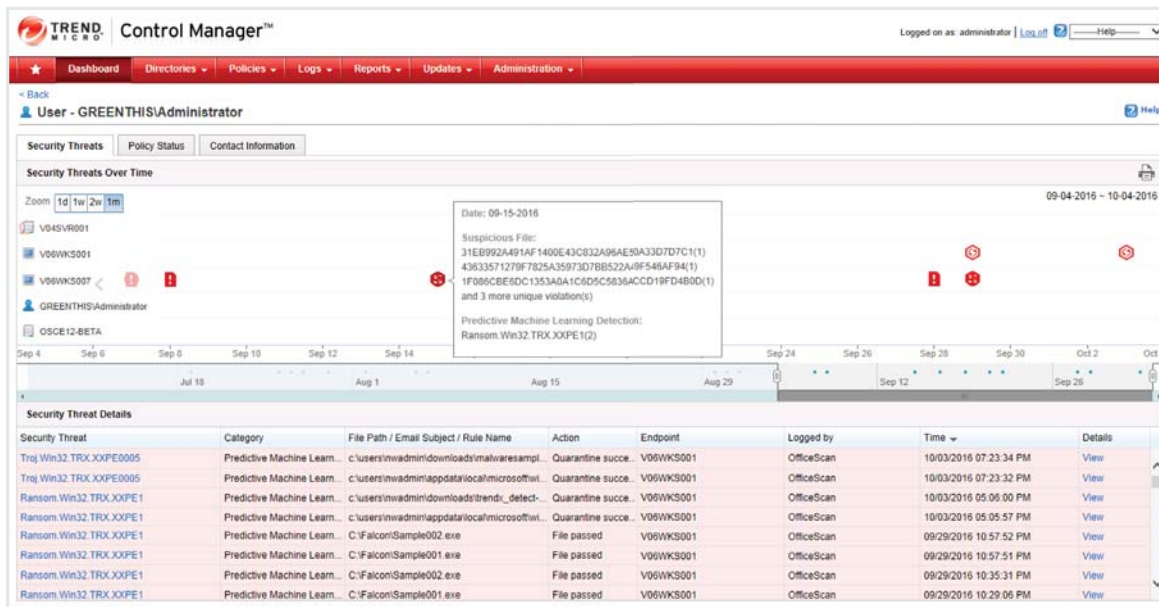 TREND MICRO Control Manager™
Logged on as: administrator | Log off ? --------Help--------
Dashboard Directories Policies Logs Reports Updates Administration
< Back
User - GREENTHIS\Administrator
Help
Security Threats Policy Status Contact Information
Security Threats Over Time
Zoom 1d 1w 2w 1m
09-04-2016 ~ 10-04-2016
V04SVR001
V06WKS001
V06WKS007
GREENTHIS\Administrator
OSCE12-BETA
Date: 09-15-2016
Suspicious File:
31EB992A491AF1400E43C832A96AE50A33D7D7C1(1)
43633571279F7825A35973D7BB522A49F546AF94(1)
1F086CBE6DC1353A0A1C6D5C5836ACCD19FD4B0D(1)
and 3 more unique violation(s)
Predictive Machine Learning Detection:
Ransom.Win32.TRX.XXPE1(2)
Sep 4 Sep 6 Sep 8 Sep 10 Sep 12 Sep 14 Sep 24 Sep 26 Sep 28 Sep 30 Oct 2 Oct
Jul 18 Aug 1 Aug 15 Aug 29 Sep 12 Sep 26
Security Threat Details
Security Threat Category File Path / Email Subject / Rule Name Action Endpoint Logged by Time Details
Troj.Win32.TRX.XXPE0005 Predictive Machine Learn... c:\users\nwadmin\downloads\malwaresampl... Quarantine succe... V06WKS001 OfficeScan 10/03/2016 07:23:34 PM View
Troj.Win32.TRX.XXPE0005 Predictive Machine Learn... c:\users\nwadmin\appdata\local\microsoft\wi... Quarantine succe... V06WKS001 OfficeScan 10/03/2016 07:23:32 PM View
Ransom.Win32.TRX.XXPE1 Predictive Machine Learn... c:\users\nwadmin\downloads\trendx_detect-... Quarantine succe... V06WKS001 OfficeScan 10/03/2016 05:06:00 PM View
Ransom.Win32.TRX.XXPE1 Predictive Machine Learn... c:\users\nwadmin\appdata\local\microsoft\wi... Quarantine succe... V06WKS001 OfficeScan 10/03/2016 05:05:57 PM View
Ransom.Win32.TRX.XXPE1 Predictive Machine Learn... C:\Falcon\Sample002.exe File passed V06WKS001 OfficeScan 09/29/2016 10:57:52 PM View
Ransom.Win32.TRX.XXPE1 Predictive Machine Learn... C:\Falcon\Sample001.exe File passed V06WKS001 OfficeScan 09/29/2016 10:57:51 PM View
Ransom.Win32.TRX.XXPE1 Predictive Machine Learn... C:\Falcon\Sample002.exe File passed V06WKS001 OfficeScan 09/29/2016 10:35:31 PM View
Ransom.Win32.TRX.XXPE1 Predictive Machine Learn... C:\Falcon\Sample001.exe File passed V06WKS001 OfficeScan 09/29/2016 10:29:06 PM View